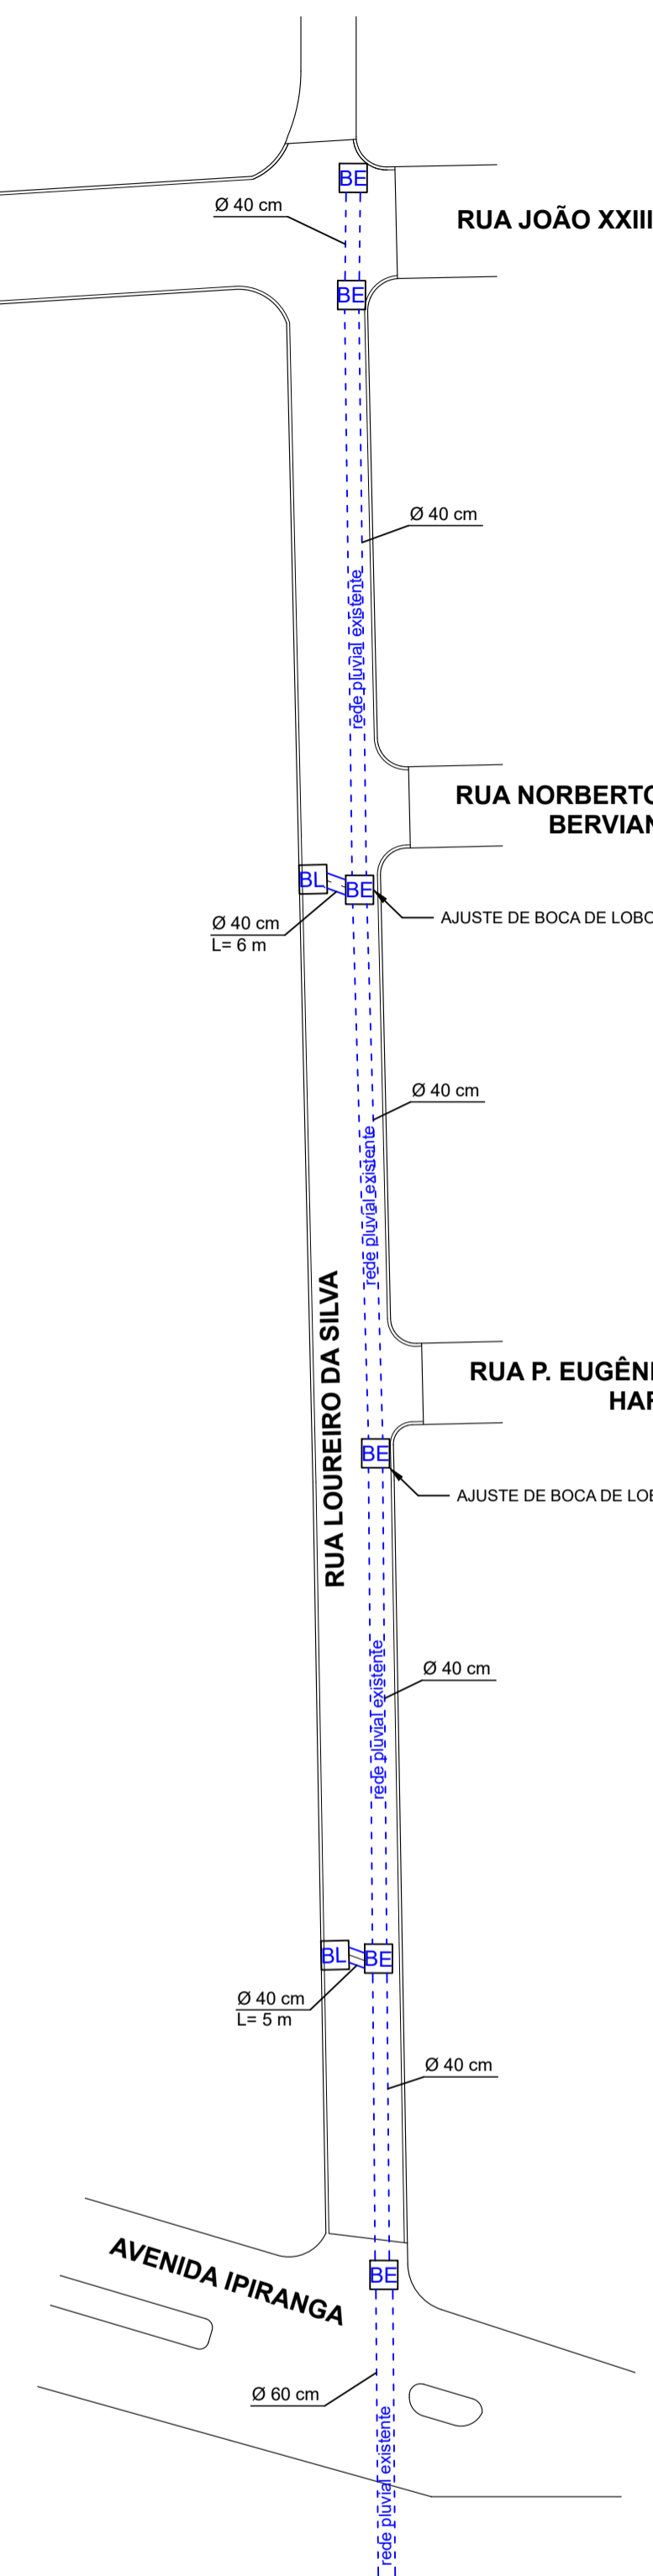 BE
Ø 40 cm
RUA JOÃO XXIII
BE
Ø 40 cm
rede pluvial existente
RUA NORBERTO
BERVIAN
BL
BE
AJUSTE DE BOCA DE LOBO
Ø 40 cm
L= 6 m
Ø 40 cm
rede pluvial existente
RUA LOUREIRO DA SILVA
RUA P. EUGÊNI
HAR
BE
AJUSTE DE BOCA DE LOB
Ø 40 cm
rede pluvial existente
BL
BE
Ø 40 cm
L= 5 m
Ø 40 cm
AVENIDA IPIRANGA
BE
Ø 60 cm
rede pluvial existente